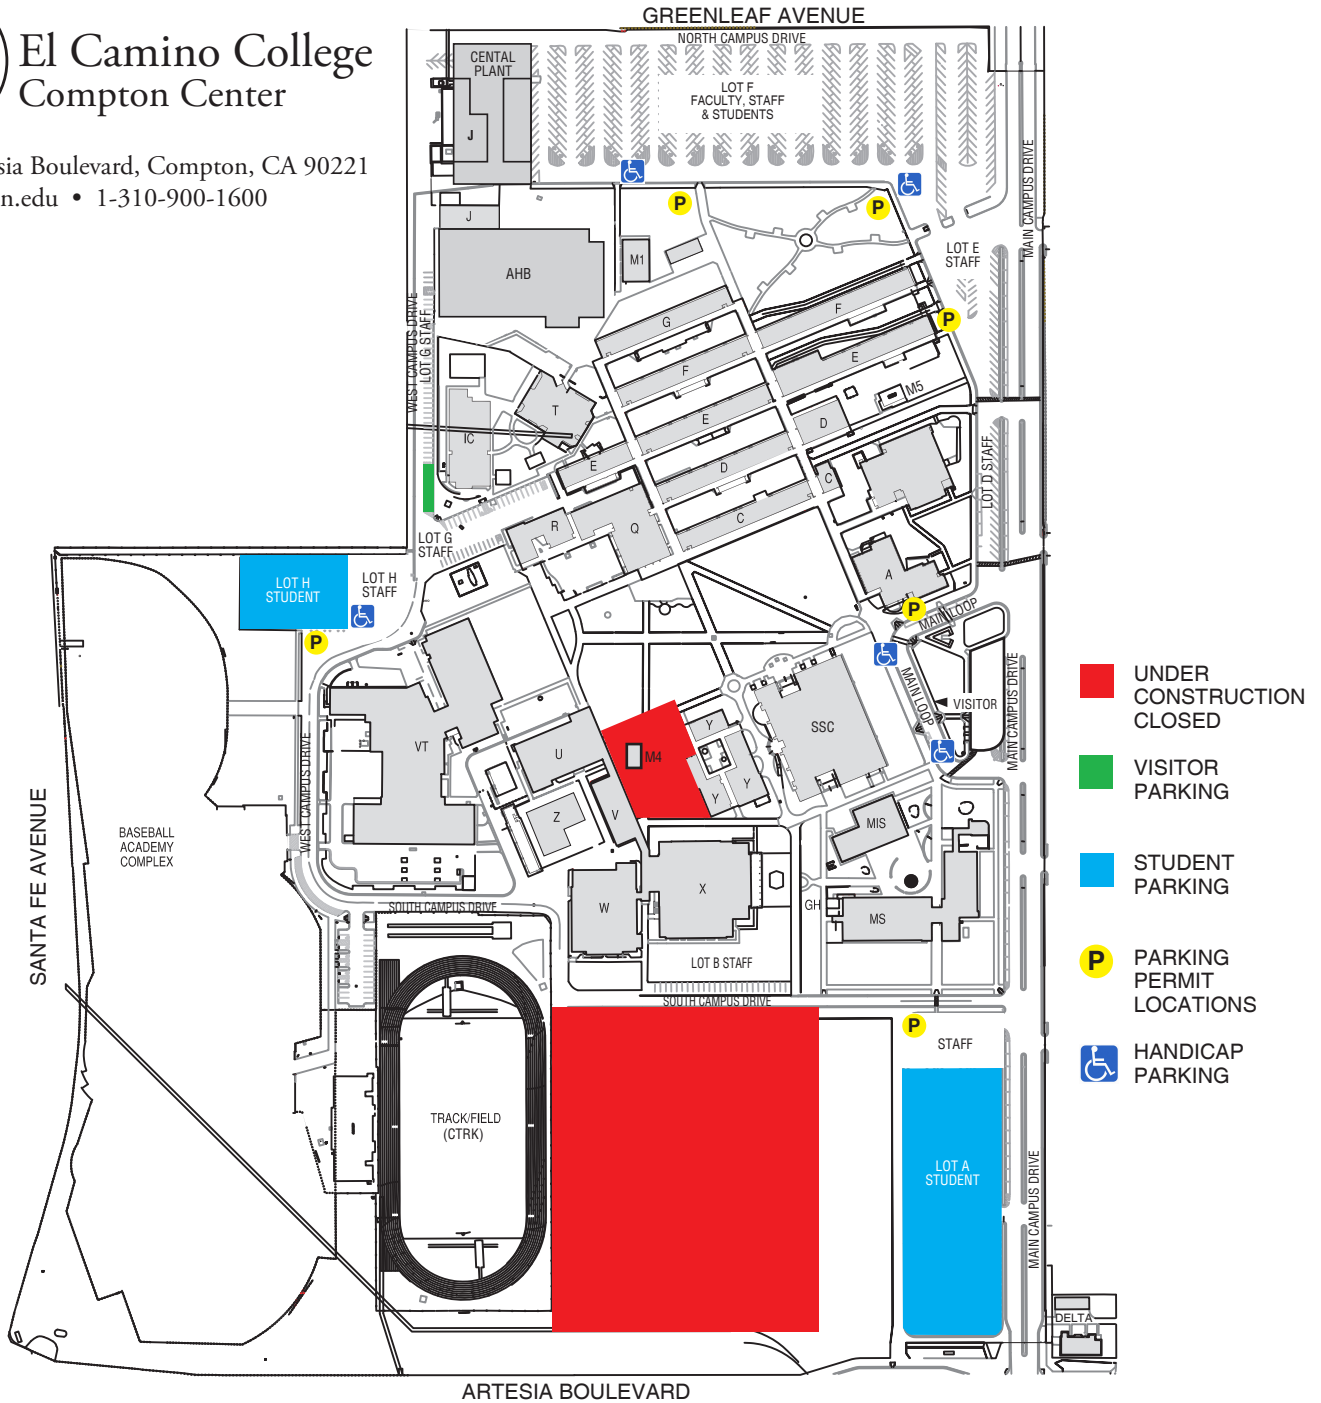 GREENLEAF AVENUE
NORTH CAMPUS DRIVE
El Camino College
Compton Center
sia Boulevard, Compton, CA 90221
n.edu • 1-310-900-1600
CENTAL
PLANT
J
J
LOT F
FACULTY, STAFF
& STUDENTS
MAIN CAMPUS DRIVE
P
P
LOT E
STAFF
M1
AHB
WEST CAMPUS DRIVE
LOT G STAFF
G
F
P
F
E
M5
T
E
D
IC
E
D
C
LOT D STAFF
C
R
Q
LOT G
STAFF
A
LOT H
STUDENT
LOT H
STAFF
P
P
MAIN LOOP
MAIN LOOP
VISITOR
MAIN CAMPUS DRIVE
SSC
Y
Y
Y
M4
VT
U
Z
V
WEST CAMPUS DRIVE
SANTA FE AVENUE
BASEBALL
ACADEMY
COMPLEX
MIS
X
W
GH
MS
SOUTH CAMPUS DRIVE
LOT B STAFF
SOUTH CAMPUS DRIVE
P
STAFF
TRACK/FIELD
(CTRK)
LOT A
STUDENT
MAIN CAMPUS DRIVE
DELTA
ARTESIA BOULEVARD
UNDER
CONSTRUCTION
CLOSED
VISITOR
PARKING
STUDENT
PARKING
P
PARKING
PERMIT
LOCATIONS
HANDICAP
PARKING